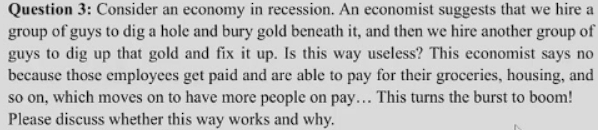 Question 3: Consider an economy in recession. An economist suggests that we hire a
group of guys to dig a hole and bury gold beneath it, and then we hire another group of
guys to dig up that gold and fix it up. Is this way useless? This economist says no
because those employees get paid and are able to pay for their groceries, housing, and
so on, which moves on to have more people on pay… This turns the burst to boom!
Please discuss whether this way works and why.